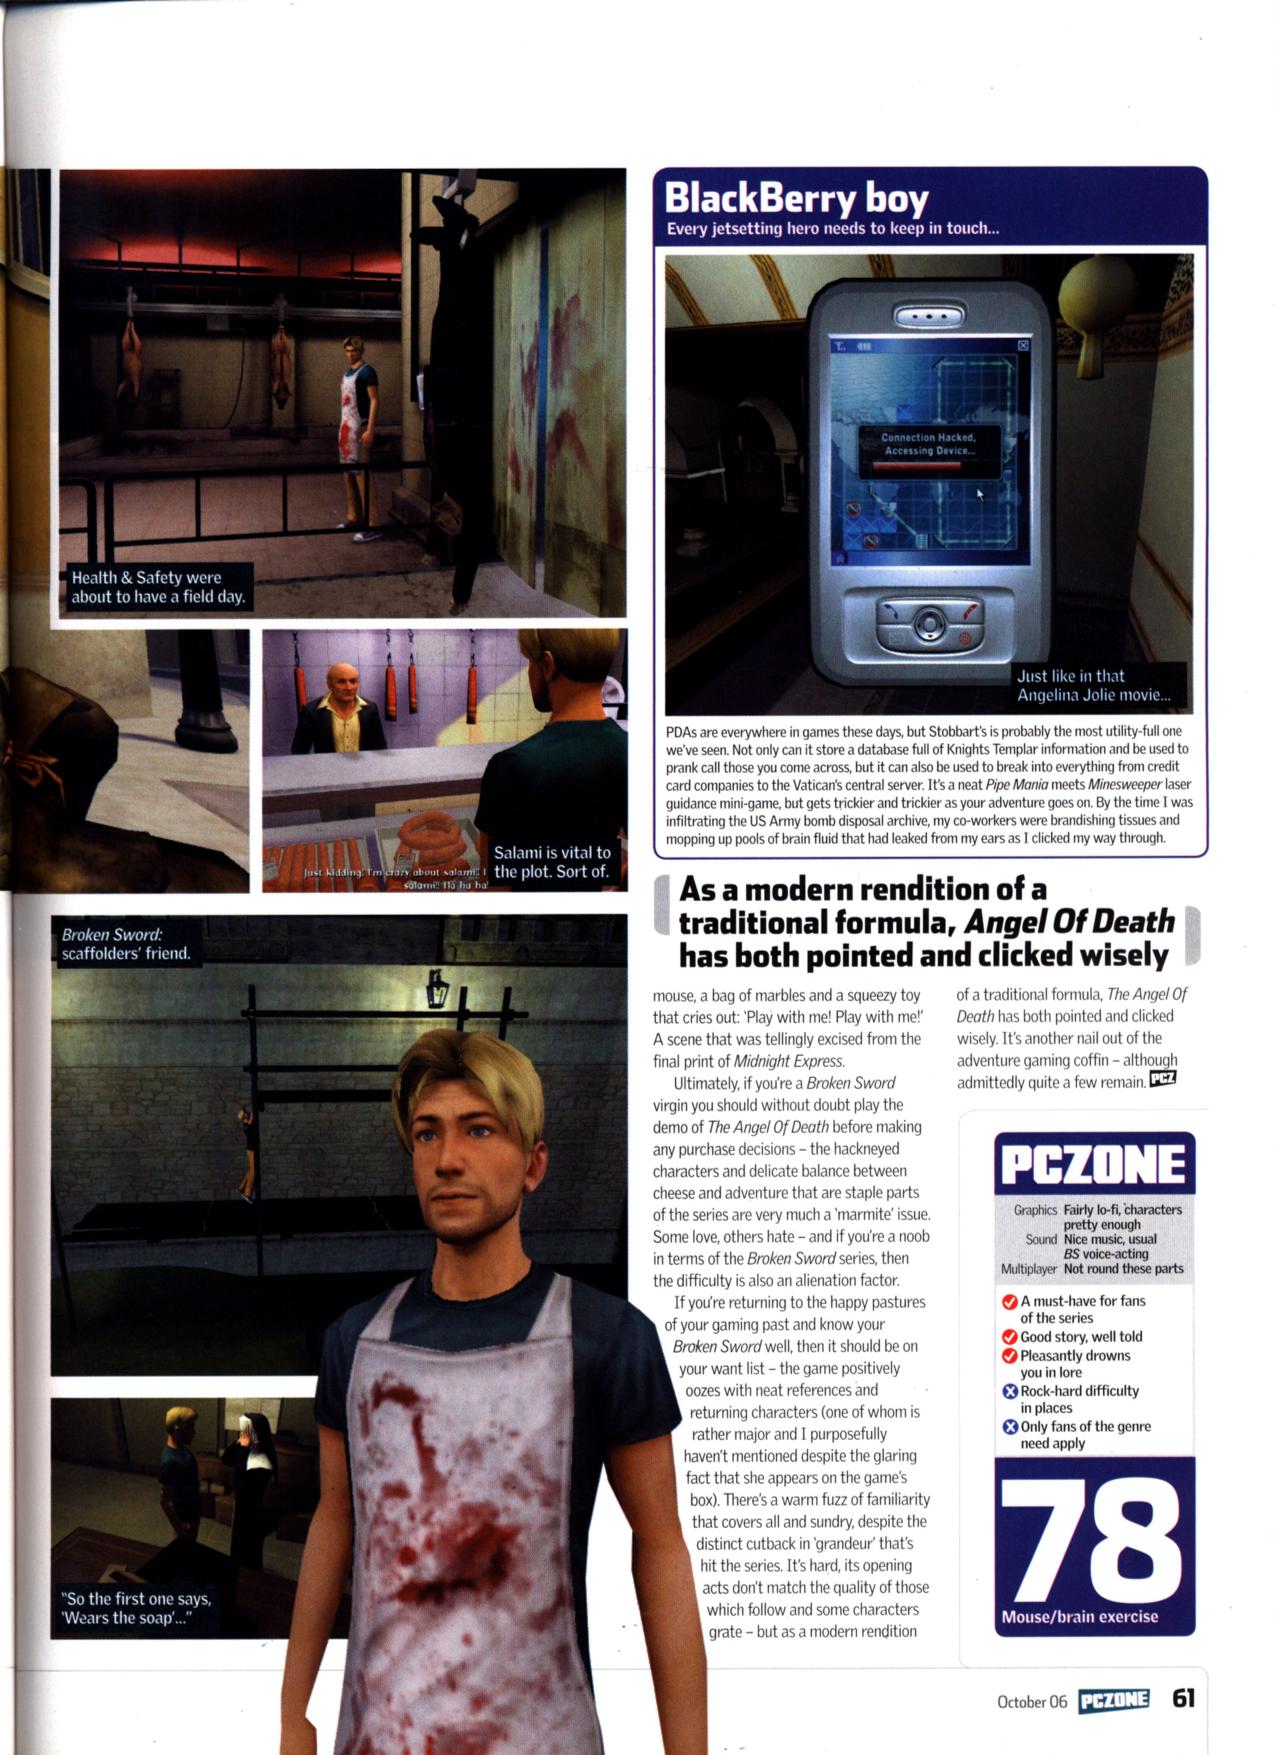 Health & Safety were
about to have a field day.
Just kidding! I'm crazy about salami!! I
salami!! Ha ha ha!
Salami is vital to
the plot. Sort of.
Broken Sword:
scaffolders' friend.
"So the first one says,
'Wears the soap'..."
BlackBerry boy
Every jetsetting hero needs to keep in touch...
Connection Hacked,
Accessing Device...
Just like in that
Angelina Jolie movie...
PDAs are everywhere in games these days, but Stobbart's is probably the most utility-full one
we've seen. Not only can it store a database full of Knights Templar information and be used to
prank call those you come across, but it can also be used to break into everything from credit
card companies to the Vatican's central server. It's a neat Pipe Mania meets Minesweeper laser
guidance mini-game, but gets trickier and trickier as your adventure goes on. By the time I was
infiltrating the US Army bomb disposal archive, my co-workers were brandishing tissues and
mopping up pools of brain fluid that had leaked from my ears as I clicked my way through.
As a modern rendition of a
traditional formula, Angel Of Death
has both pointed and clicked wisely
mouse, a bag of marbles and a squeezy toy
that cries out: 'Play with me! Play with me!'
A scene that was tellingly excised from the
final print of Midnight Express.
Ultimately, if you're a Broken Sword
virgin you should without doubt play the
demo of The Angel Of Death before making
any purchase decisions – the hackneyed
characters and delicate balance between
cheese and adventure that are staple parts
of the series are very much a 'marmite' issue.
Some love, others hate – and if you're a noob
in terms of the Broken Sword series, then
the difficulty is also an alienation factor.
If you're returning to the happy pastures
of your gaming past and know your
Broken Sword well, then it should be on
your want list – the game positively
oozes with neat references and
returning characters (one of whom is
rather major and I purposefully
haven't mentioned despite the glaring
fact that she appears on the game's
box). There's a warm fuzz of familiarity
that covers all and sundry, despite the
distinct cutback in 'grandeur' that's
hit the series. It's hard, its opening
acts don't match the quality of those
which follow and some characters
grate – but as a modern rendition
of a traditional formula, The Angel Of
Death has both pointed and clicked
wisely. It's another nail out of the
adventure gaming coffin – although
admittedly quite a few remain. PCZ
PCZONE
Graphics Fairly lo-fi, characters
pretty enough
Sound Nice music, usual
BS voice-acting
Multiplayer Not round these parts
A must-have for fans
of the series
Good story, well told
Pleasantly drowns
you in lore
Rock-hard difficulty
in places
Only fans of the genre
need apply
78
Mouse/brain exercise
October 06 PCZONE 61